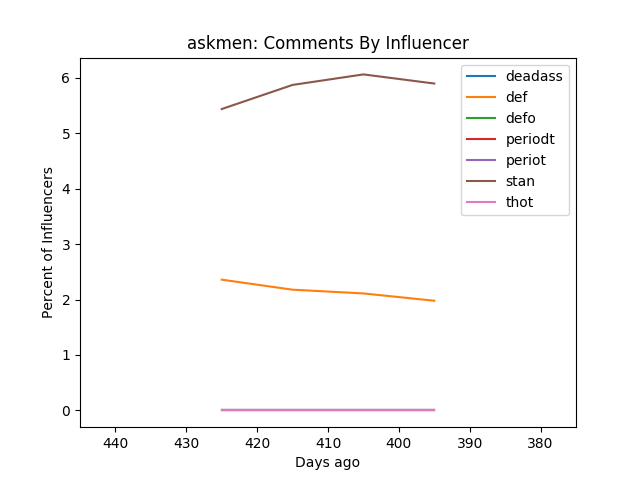 askmen: Comments By Influencer
deadass
def
defo
periodt
periot
stan
thot
Percent of Influencers
6
5
4
3
2
1
0
440 430 420 410 400 390 380
Days ago